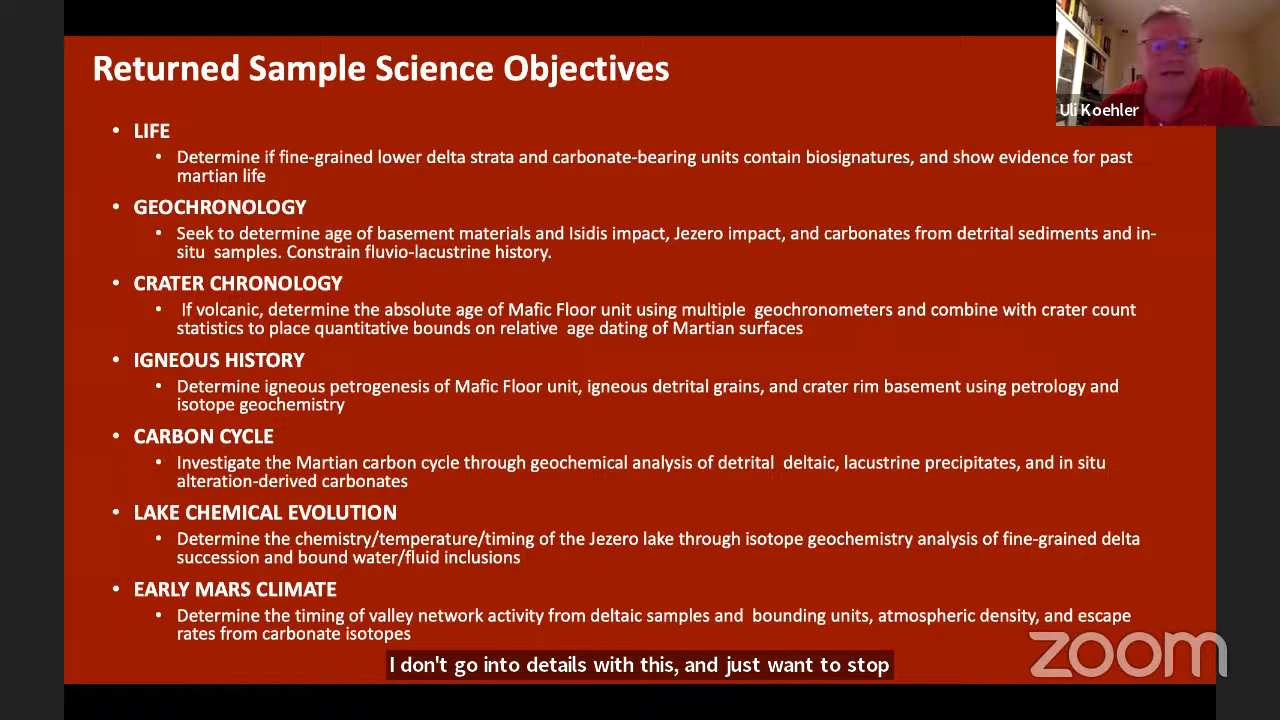 Returned Sample Science Objectives
Uli Koehler
• LIFE
• Determine if fine-grained lower delta strata and carbonate-bearing units contain biosignatures, and show evidence for past
martian life
• GEOCHRONOLOGY
• Seek to determine age of basement materials and Isidis impact, Jezero impact, and carbonates from detrital sediments and in-
situ samples. Constrain fluvio-lacustrine history.
• CRATER CHRONOLOGY
• If volcanic, determine the absolute age of Mafic Floor unit using multiple geochronometers and combine with crater count
statistics to place quantitative bounds on relative age dating of Martian surfaces
• IGNEOUS HISTORY
• Determine igneous petrogenesis of Mafic Floor unit, igneous detrital grains, and crater rim basement using petrology and
isotope geochemistry
• CARBON CYCLE
• Investigate the Martian carbon cycle through geochemical analysis of detrital deltaic, lacustrine precipitates, and in situ
alteration-derived carbonates
• LAKE CHEMICAL EVOLUTION
• Determine the chemistry/temperature/timing of the Jezero lake through isotope geochemistry analysis of fine-grained delta
succession and bound water/fluid inclusions
• EARLY MARS CLIMATE
• Determine the timing of valley network activity from deltaic samples and bounding units, atmospheric density, and escape
rates from carbonate isotopes
zoom
I don't go into details with this, and just want to stop